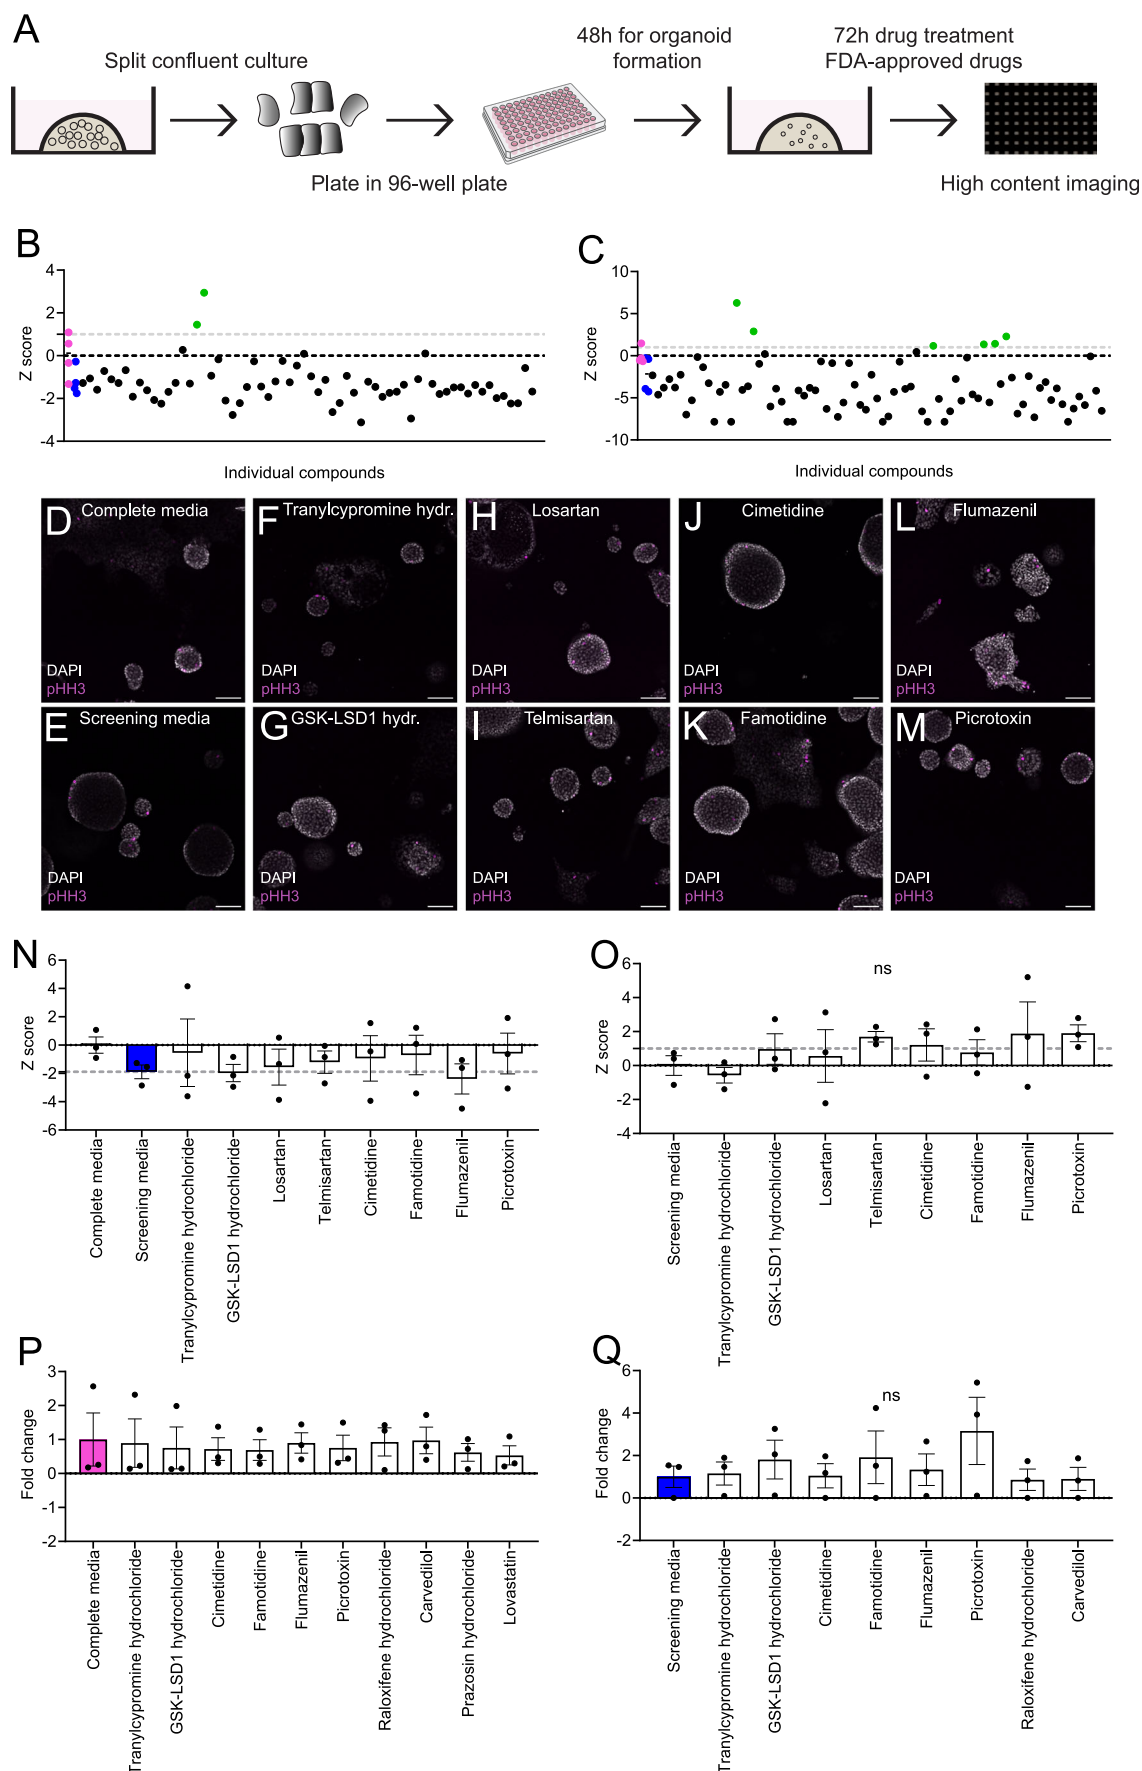 A
Split confluent culture
48h for organoid
formation
72h drug treatment
FDA-approved drugs
Plate in 96-well plate
High content imaging
B
Z score
4
2
0
-2
-4
Individual compounds
C
Z score
10
5
0
-5
-10
Individual compounds
D
Complete media
DAPI
pHH3
F
Tranylcypromine hydr.
DAPI
pHH3
H
Losartan
DAPI
pHH3
J
Cimetidine
DAPI
pHH3
L
Flumazenil
DAPI
pHH3
E
Screening media
DAPI
pHH3
G
GSK-LSD1 hydr.
DAPI
pHH3
I
Telmisartan
DAPI
pHH3
K
Famotidine
DAPI
pHH3
M
Picrotoxin
DAPI
pHH3
N
Z score
6
4
2
0
-2
-4
-6
Complete media
Screening media
Tranylcypromine hydrochloride
GSK-LSD1 hydrochloride
Losartan
Telmisartan
Cimetidine
Famotidine
Flumazenil
Picrotoxin
O
ns
Z score
6
4
2
0
-2
-4
Screening media
Tranylcypromine hydrochloride
GSK-LSD1 hydrochloride
Losartan
Telmisartan
Cimetidine
Famotidine
Flumazenil
Picrotoxin
P
Fold change
3
2
1
0
-1
-2
Complete media
Tranylcypromine hydrochloride
GSK-LSD1 hydrochloride
Cimetidine
Famotidine
Flumazenil
Picrotoxin
Raloxifene hydrochloride
Carvedilol
Prazosin hydrochloride
Lovastatin
Q
ns
Fold change
6
4
2
0
-2
Screening media
Tranylcypromine hydrochloride
GSK-LSD1 hydrochloride
Cimetidine
Famotidine
Flumazenil
Picrotoxin
Raloxifene hydrochloride
Carvedilol